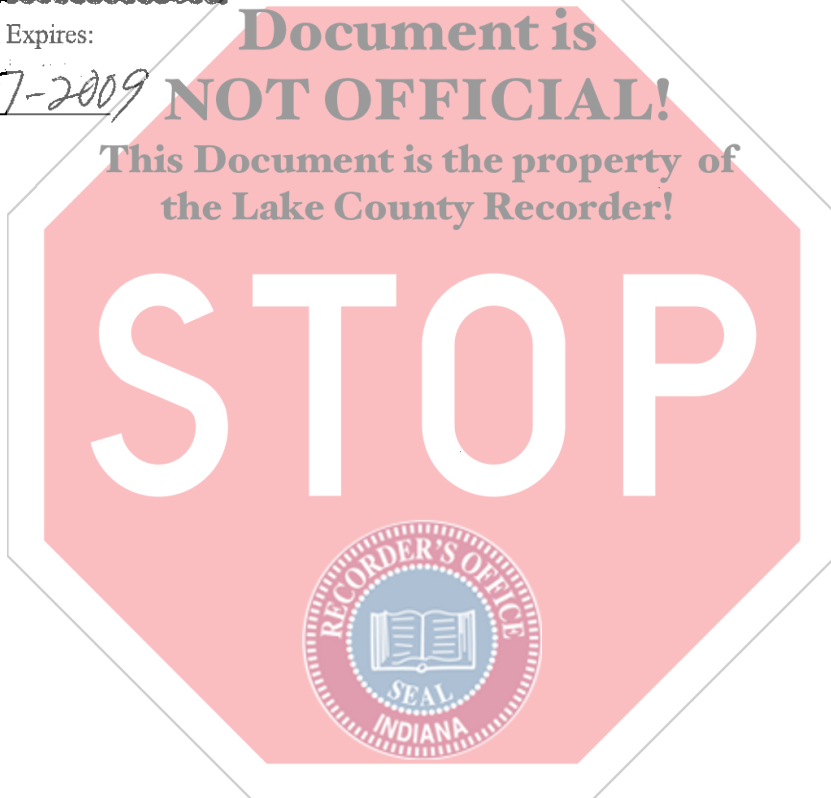 Expires:
7-2009
Document is
NOT OFFICIAL!
This Document is the property of
the Lake County Recorder!
STOP
RECORDER'S OFFICE
SEAL
INDIANA